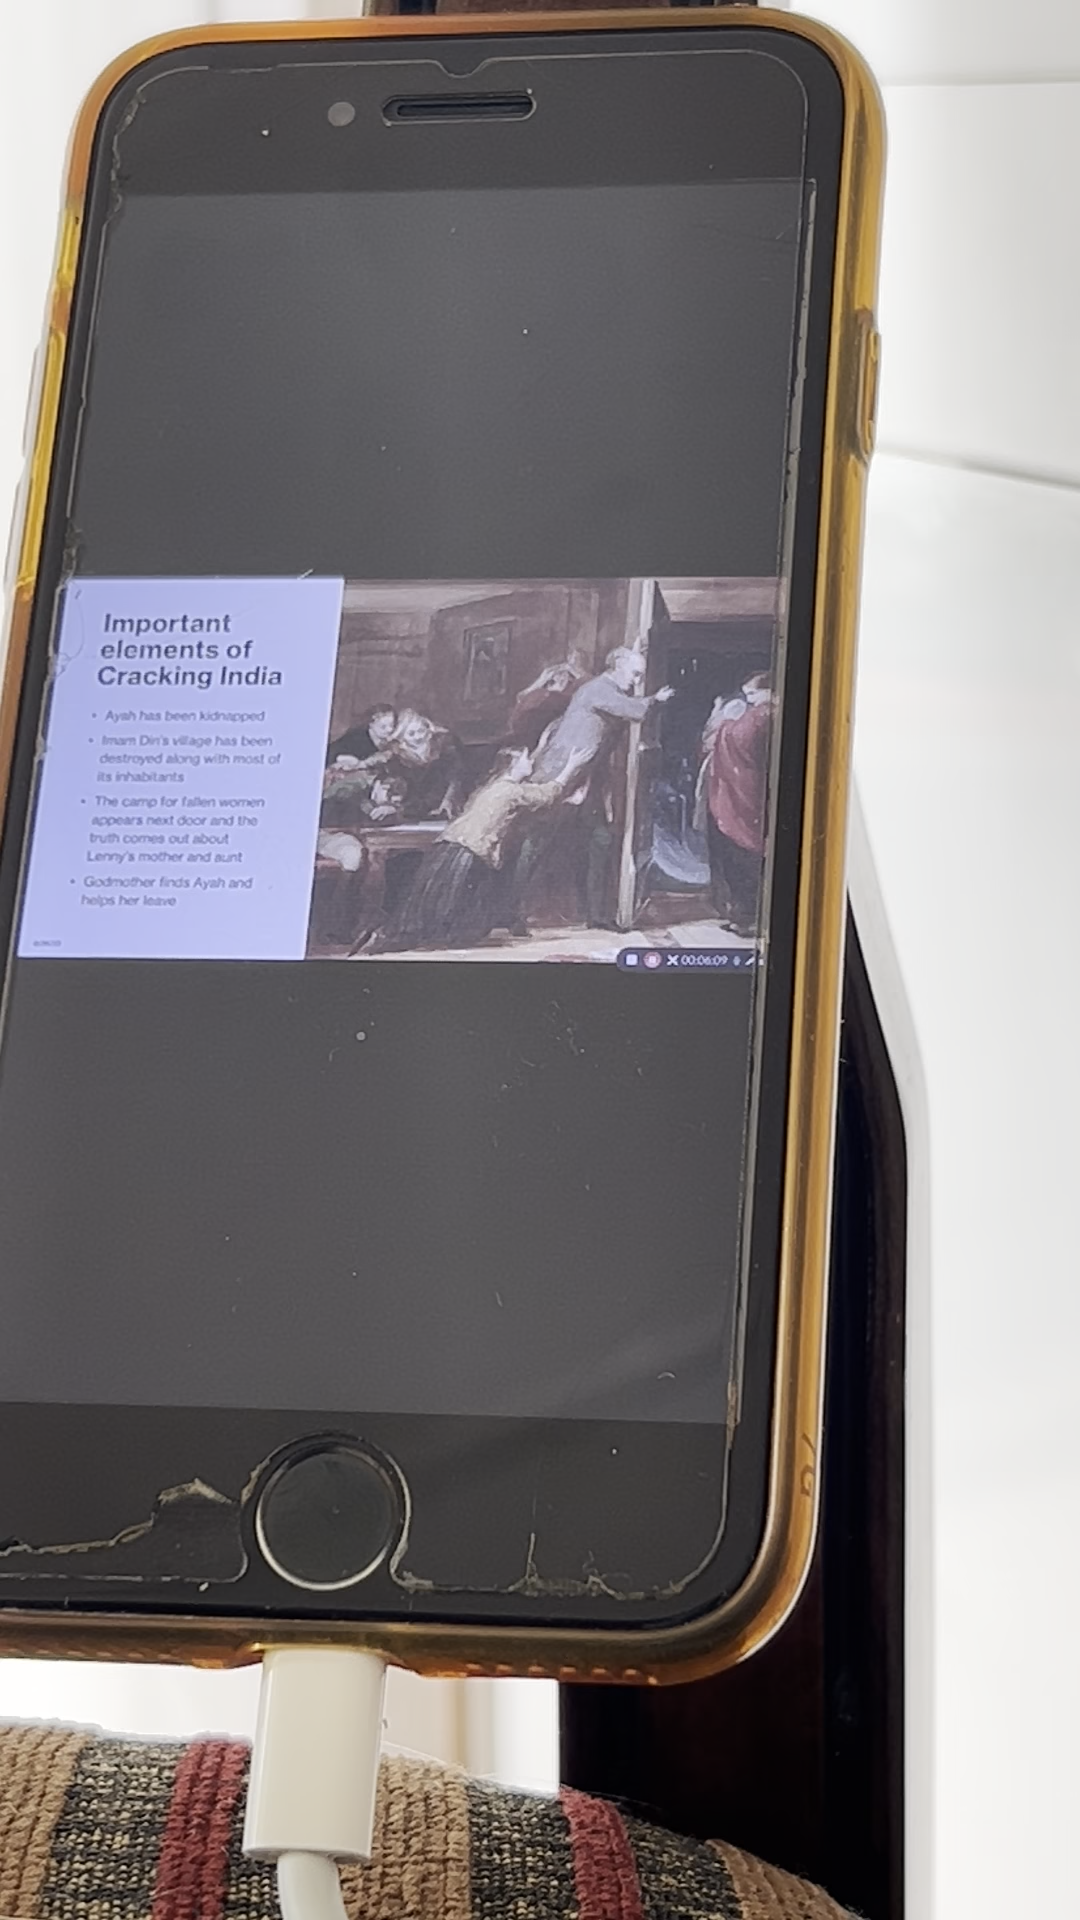 Important
elements of
Cracking India
• Ayah has been kidnapped
• Imam Din's village has been
destroyed along with most of
its inhabitants
• The camp for fallen women
appears next door and the
truth comes out about
Lenny's mother and aunt
• Godmother finds Ayah and
helps her leave
00:06:09